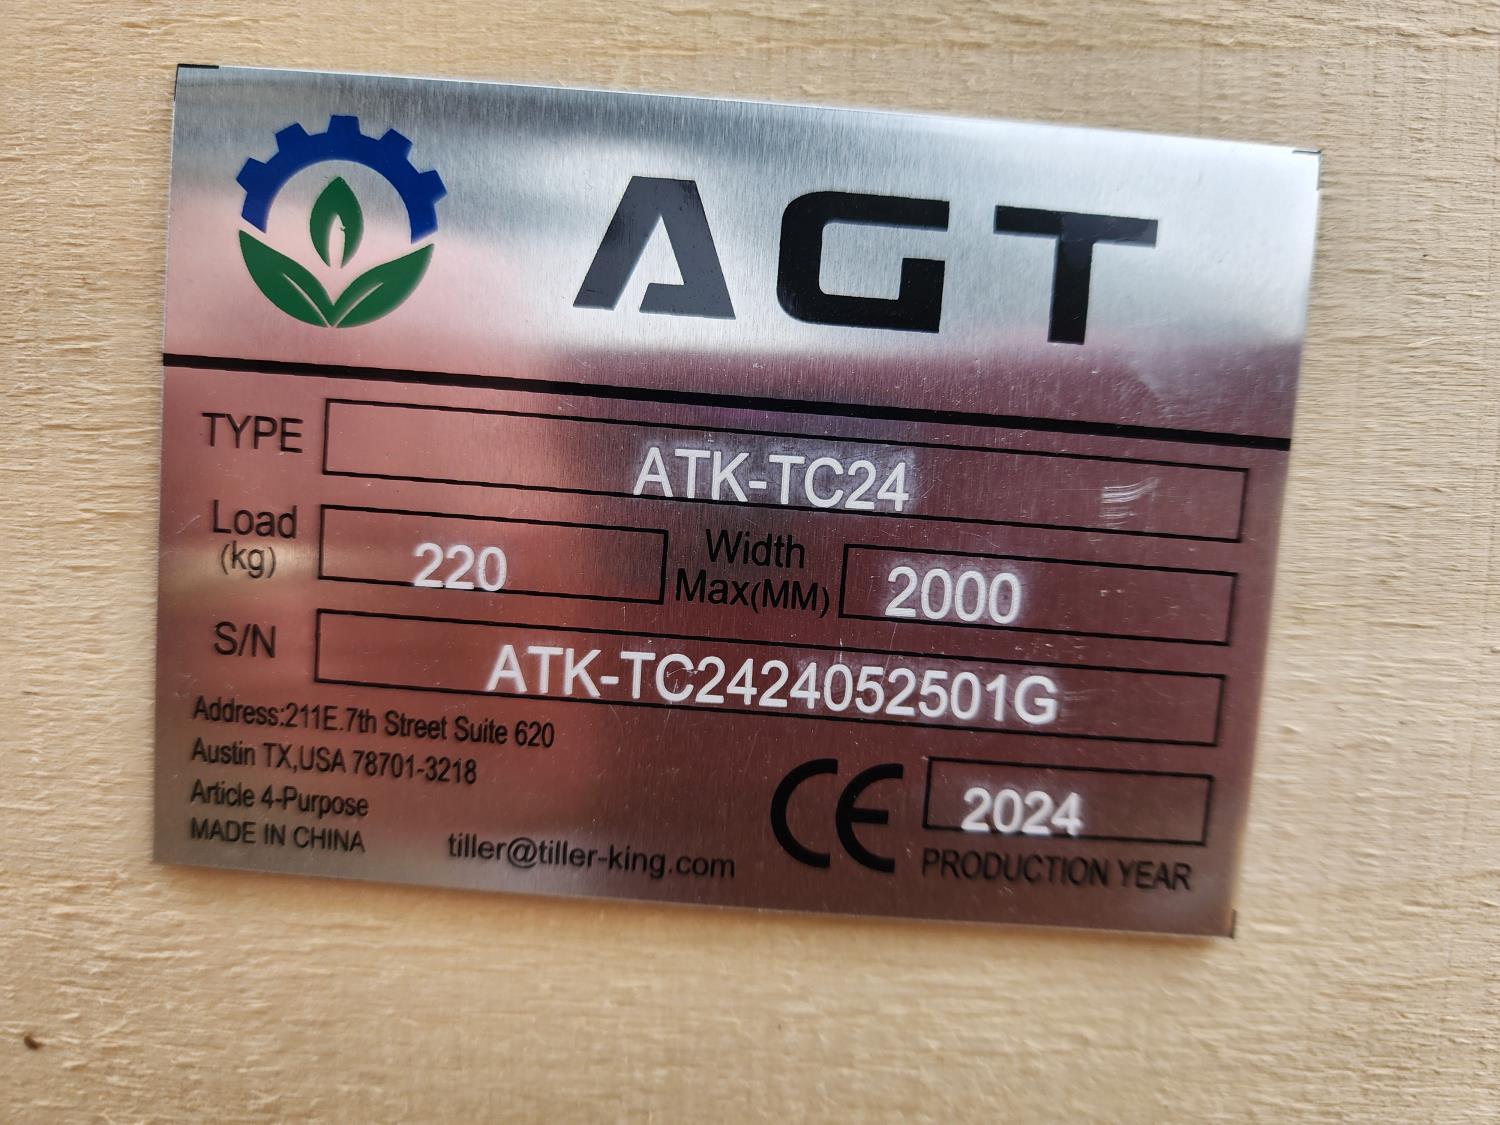 AGT
TYPE ATK-TC24
Load (kg) 220 Width Max(MM) 2000
S/N ATK-TC2424052501G
Address:211E.7th Street Suite 620
Austin TX,USA 78701-3218
Article 4-Purpose
MADE IN CHINA
tiller@tiller-king.com
CE 2024
PRODUCTION YEAR